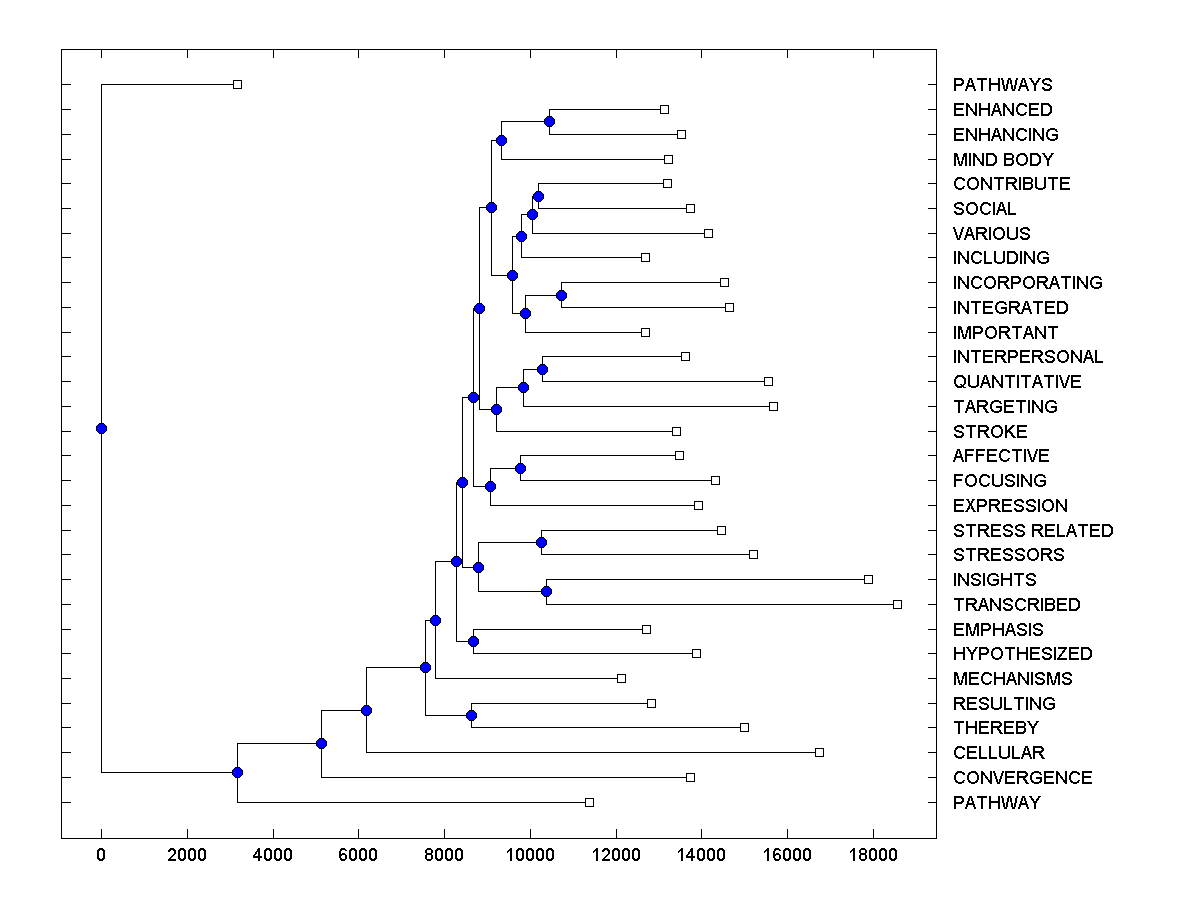 PATHWAYS
ENHANCED
ENHANCING
MIND BODY
CONTRIBUTE
SOCIAL
VARIOUS
INCLUDING
INCORPORATING
INTEGRATED
IMPORTANT
INTERPERSONAL
QUANTITATIVE
TARGETING
STROKE
AFFECTIVE
FOCUSING
EXPRESSION
STRESS RELATED
STRESSORS
INSIGHTS
TRANSCRIBED
EMPHASIS
HYPOTHESIZED
MECHANISMS
RESULTING
THEREBY
CELLULAR
CONVERGENCE
PATHWAY
0 2000 4000 6000 8000 10000 12000 14000 16000 18000